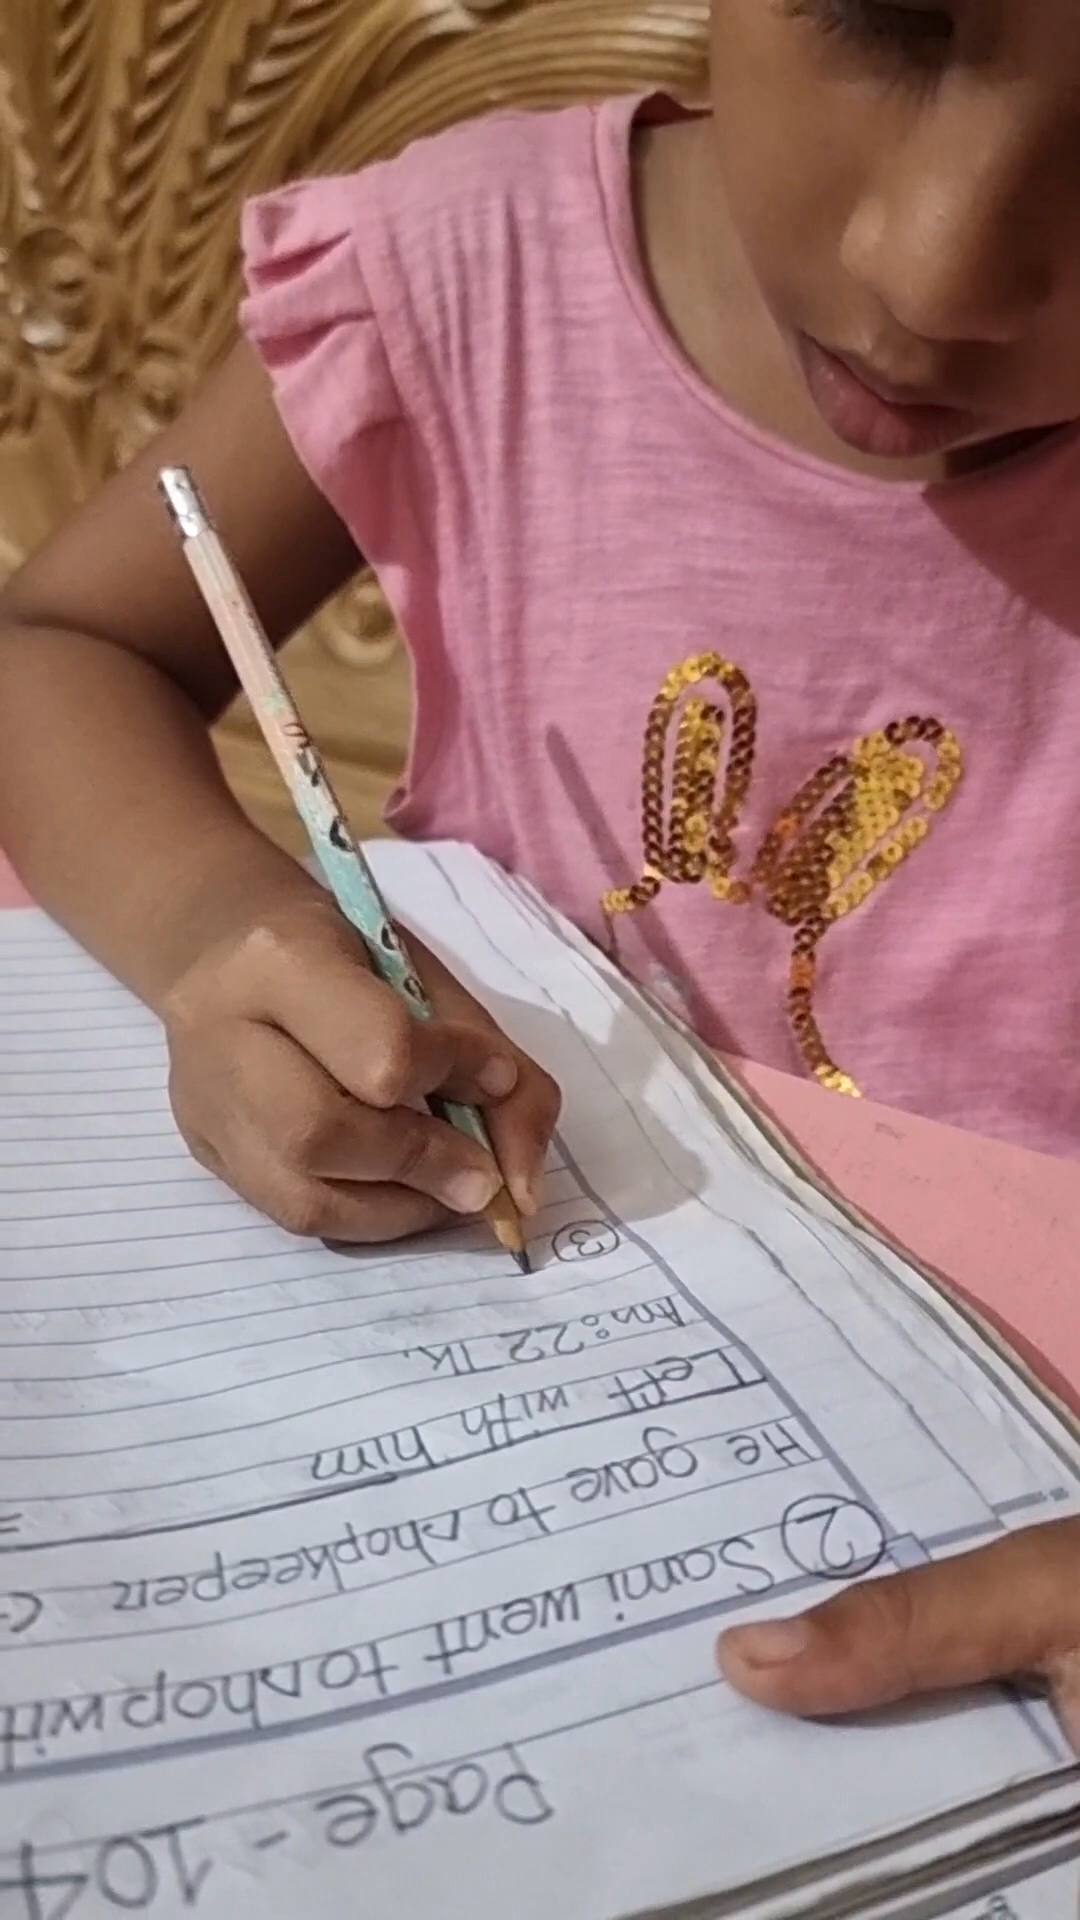 Page - 104
② Sami went to shop wit
He gave to shopkeeper (-
Left with him =
Ans: 22 TK.
③